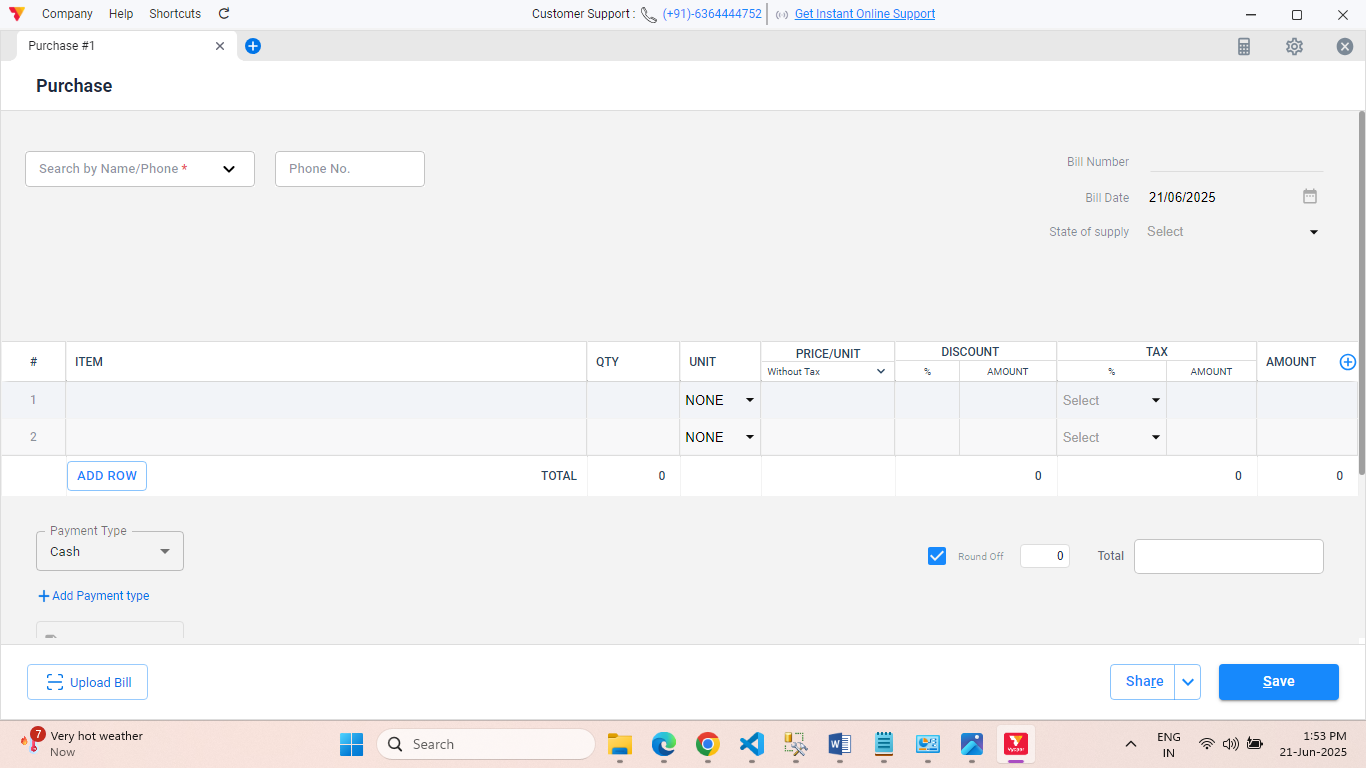 Company Help Shortcuts Customer Support : (+91)-6364444752 Get Instant Online Support
Purchase #1
Purchase
Search by Name/Phone * Phone No.
Bill Number
Bill Date 21/06/2025
State of supply Select
# ITEM QTY UNIT PRICE/UNIT DISCOUNT TAX AMOUNT
Without Tax % AMOUNT % AMOUNT
1 NONE Select
2 NONE Select
ADD ROW TOTAL 0 0 0 0
Payment Type
Cash Round Off 0 Total
Add Payment type
Upload Bill Share Save
7 Very hot weather
Now
Search
ENG
IN
1:53 PM
21-Jun-2025